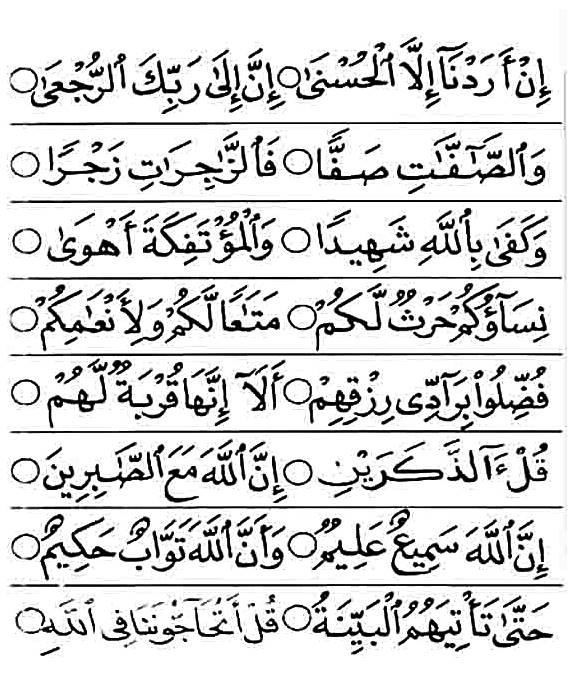 إِنْ أَرَدْنَآ إِلَّا ٱلْحُسْنَىٰ ○ إِنَّ إِلَىٰ رَبِّكَ ٱلرُّجْعَىٰ ○
وَٱلصَّـٰٓفَّـٰتِ صَفًّا ○ فَٱلزَّٰجِرَٰتِ زَجْرًا ○
وَكَفَىٰ بِٱللَّهِ شَهِيدًا ○ وَٱلْمُؤْتَفِكَةَ أَهْوَىٰ ○
نِسَآؤُكُمْ حَرْثٌ لَّكُمْ ○ مَتَـٰعًا لَّكُمْ وَلِأَنْعَـٰمِكُمْ ○
فُضِّلُوا۟ بِرَآدِّى رِزْقِهِمْ ○ أَلَآ إِنَّهَا قُرْبَةٌ لَّهُمْ ○
قُلْ ءَآلذَّكَرَيْنِ ○ إِنَّ ٱللَّهَ مَعَ ٱلصَّـٰبِرِينَ ○
إِنَّ ٱللَّهَ سَمِيعٌ عَلِيمٌ ○ وَأَنَّ ٱللَّهَ تَوَّابٌ حَكِيمٌ ○
حَتَّىٰ تَأْتِيَهُمُ ٱلْبَيِّنَةُ ○ قُلْ أَتُحَآجُّونَنَا فِى ٱللَّهِ ○